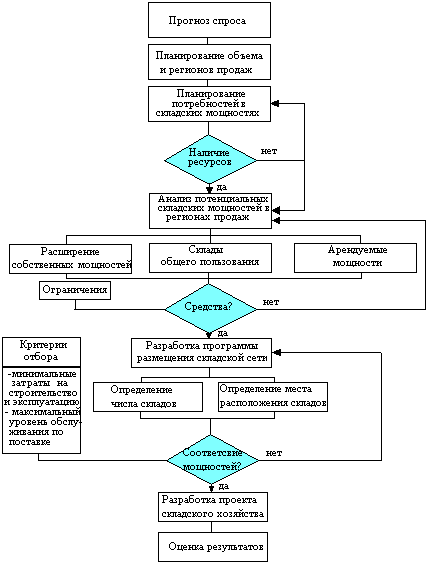 Прогноз спроса
Планирование объема
и регионов продаж
Планирование
потребностей в
складских мощностях
Наличие
ресурсов
нет
да
Анализ потенциальных
складских мощностей в
регионах продаж
Расширение
собственных мощностей
Склады
общего пользования
Арендуемые
мощности
Ограничения
Средства?
нет
да
Критерии
отбора
-минимальные
затраты на
строительство
и эксплуатацию
- максимальный
уровень обслу-
живания по
поставке
Разработка программы
размещения складской сети
Определение
числа складов
Определение места
расположения складов
Соответсвие
мощностей?
нет
да
Разработка проекта
складского хозяйства
Оценка результатов